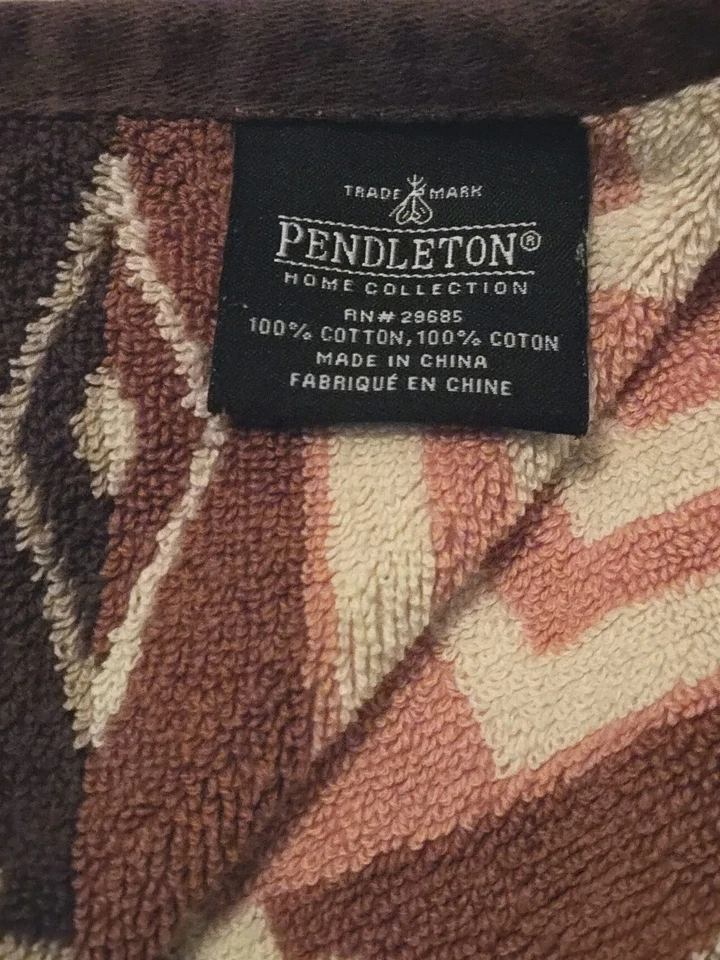 TRADE MARK
PENDLETON®
HOME COLLECTION
RN# 29685
100% COTTON, 100% COTON
MADE IN CHINA
FABRIQUÉ EN CHINE